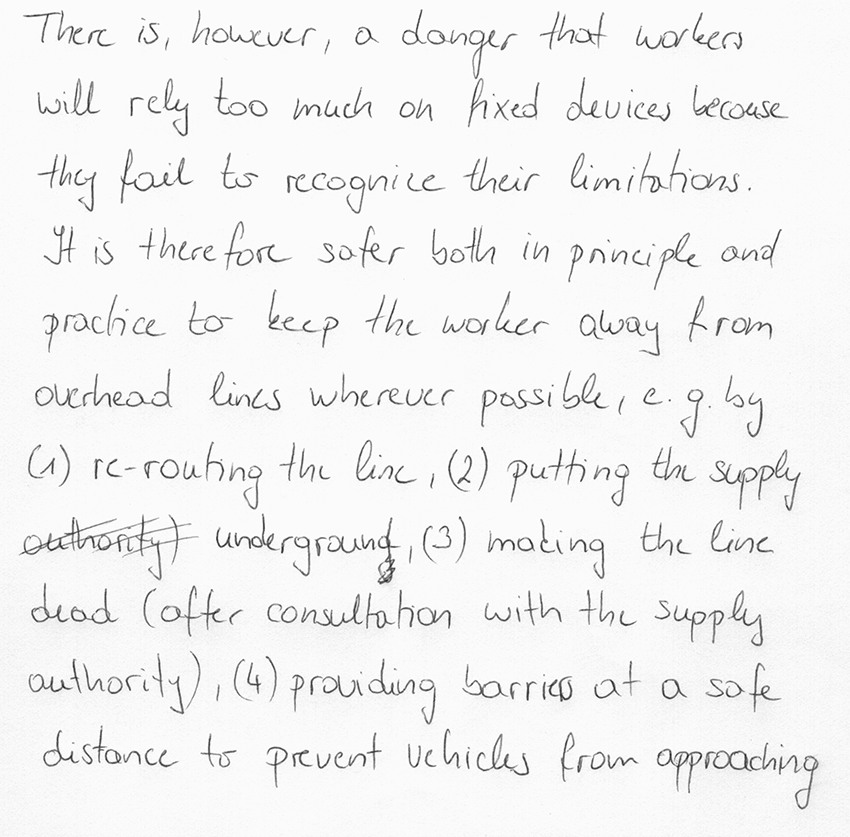 There is, however, a danger that workers
will rely too much on fixed devices because
they fail to recognize their limitations.
It is therefore safer both in principle and
practice to keep the worker away from
overhead lines wherever possible, e.g. by
(1) re-routing the line, (2) putting the supply
authority) underground, (3) making the line
dead (after consultation with the supply
authority), (4) providing barries at a safe
distance to prevent vehicles from approaching